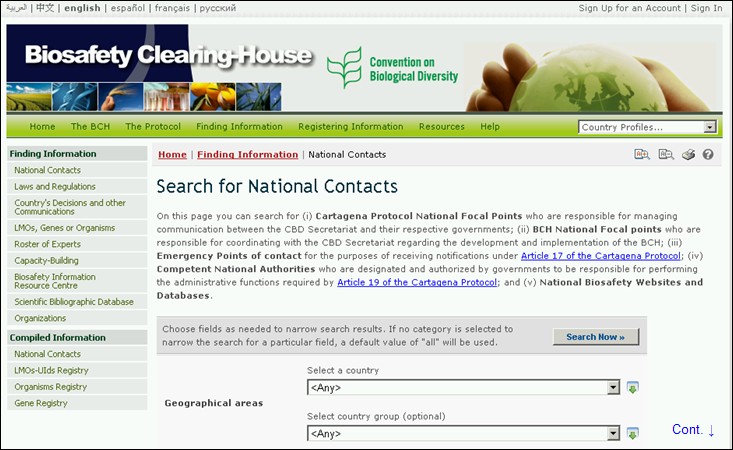 العربية | 中文 | english | español | français | русский
Sign Up for an Account | Sign In
Biosafety Clearing-House
Convention on
Biological Diversity
Home The BCH The Protocol Finding Information Registering Information Resources Help
Country Profiles...
Finding Information
National Contacts
Laws and Regulations
Country's Decisions and other
Communications
LMOs, Genes or Organisms
Roster of Experts
Capacity-Building
Biosafety Information
Resource Centre
Scientific Bibliographic Database
Organizations
Compiled Information
National Contacts
LMOs-UIds Registry
Organisms Registry
Gene Registry
Home | Finding Information | National Contacts
Search for National Contacts
On this page you can search for (i) Cartagena Protocol National Focal Points who are responsible for managing
communication between the CBD Secretariat and their respective governments; (ii) BCH National Focal points who are
responsible for coordinating with the CBD Secretariat regarding the development and implementation of the BCH; (iii)
Emergency Points of contact for the purposes of receiving notifications under Article 17 of the Cartagena Protocol; (iv)
Competent National Authorities who are designated and authorized by governments to be responsible for performing
the administrative functions required by Article 19 of the Cartagena Protocol; and (v) National Biosafety Websites and
Databases.
Choose fields as needed to narrow search results. If no category is selected to
narrow the search for a particular field, a default value of "all" will be used.
Search Now »
Geographical areas
Select a country
<Any>
Select country group (optional)
<Any>
Cont. ↓